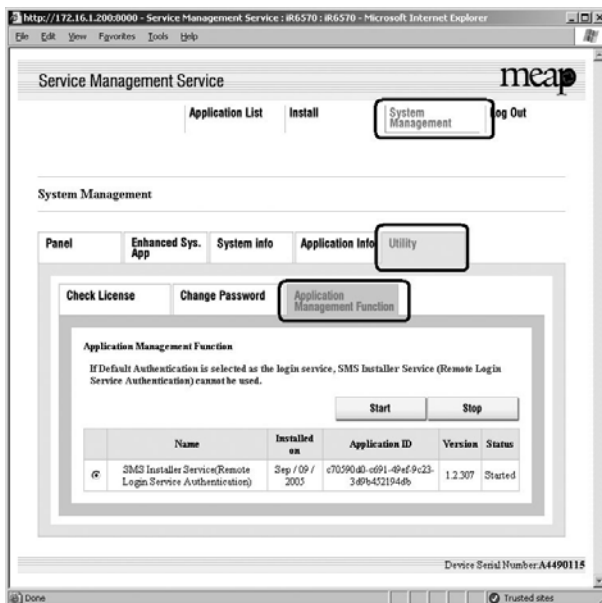 http://172.16.1.200:0000 - Service Management Service : iR6570 : iR6570 - Microsoft Internet Explorer
File Edit View Favorites Tools Help
Service Management Service
meap
Application List Install System Management Log Out
System Management
Panel Enhanced Sys. App System info Application Info Utility
Check License Change Password Application Management Function
Application Management Function
If Default Authentication is selected as the login service, SMS Installer Service (Remote Login
Service Authentication) cannot be used.
Start Stop
Name Installed on Application ID Version Status
SMS Installer Service(Remote Login Service Authentication) Sep / 09 / 2005 c70590d0-c691-49ef-9c23-3d9b452194db 1.2.307 Started
Device Serial Number:A4490115
Done Trusted sites